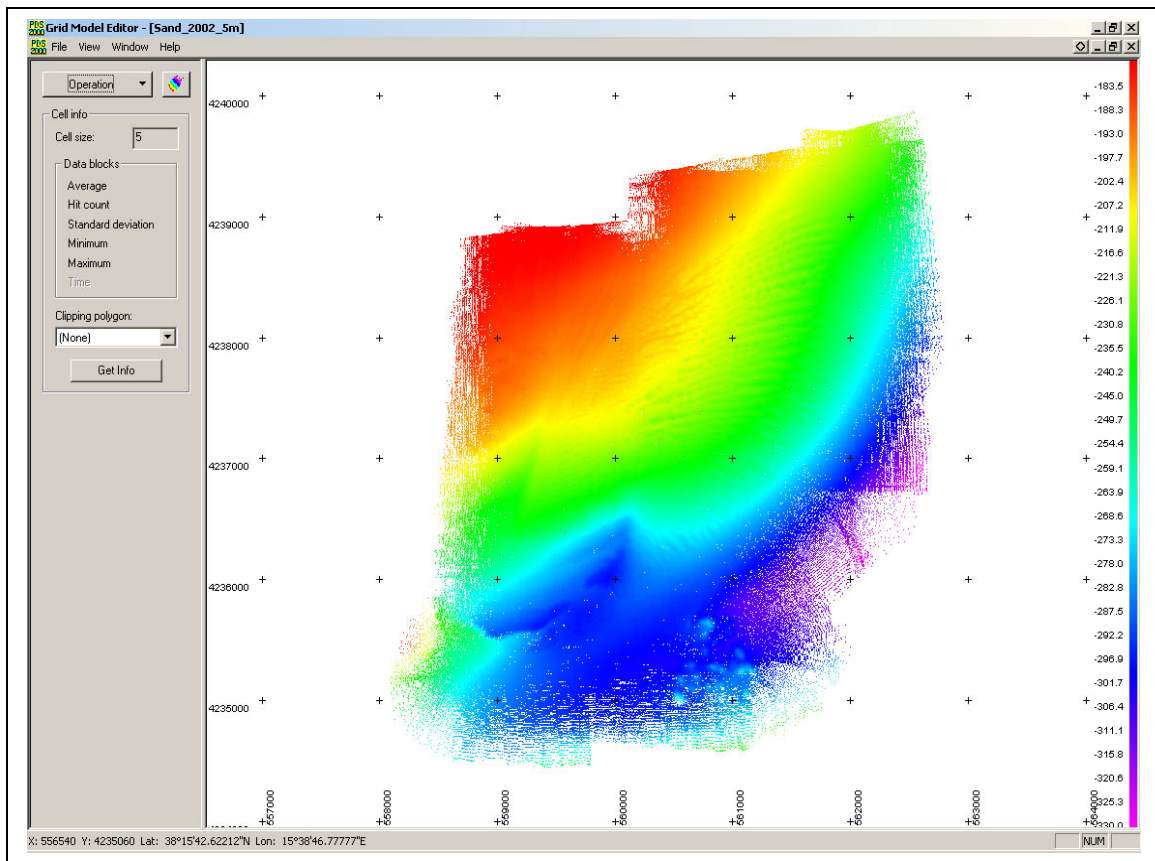 PDS 2000 Grid Model Editor - [Sand_2002_5m]
PDS 2000 File View Window Help
Operation
Cell info
Cell size: 5
Data blocks
Average
Hit count
Standard deviation
Minimum
Maximum
Time
Clipping polygon:
(None)
Get Info
4240000
4239000
4238000
4237000
4236000
4235000
557000
558000
559000
560000
561000
562000
563000
564000
-183.5
-188.3
-193.0
-197.7
-202.4
-207.2
-211.9
-216.6
-221.3
-226.1
-230.8
-235.5
-240.2
-245.0
-249.7
-254.4
-259.1
-263.9
-268.6
-273.3
-278.0
-282.8
-287.5
-292.2
-296.9
-301.7
-306.4
-311.1
-315.8
-320.6
-325.3
-330.0
X: 556540 Y: 4235060 Lat: 38°15'42.62212"N Lon: 15°38'46.77777"E
NUM